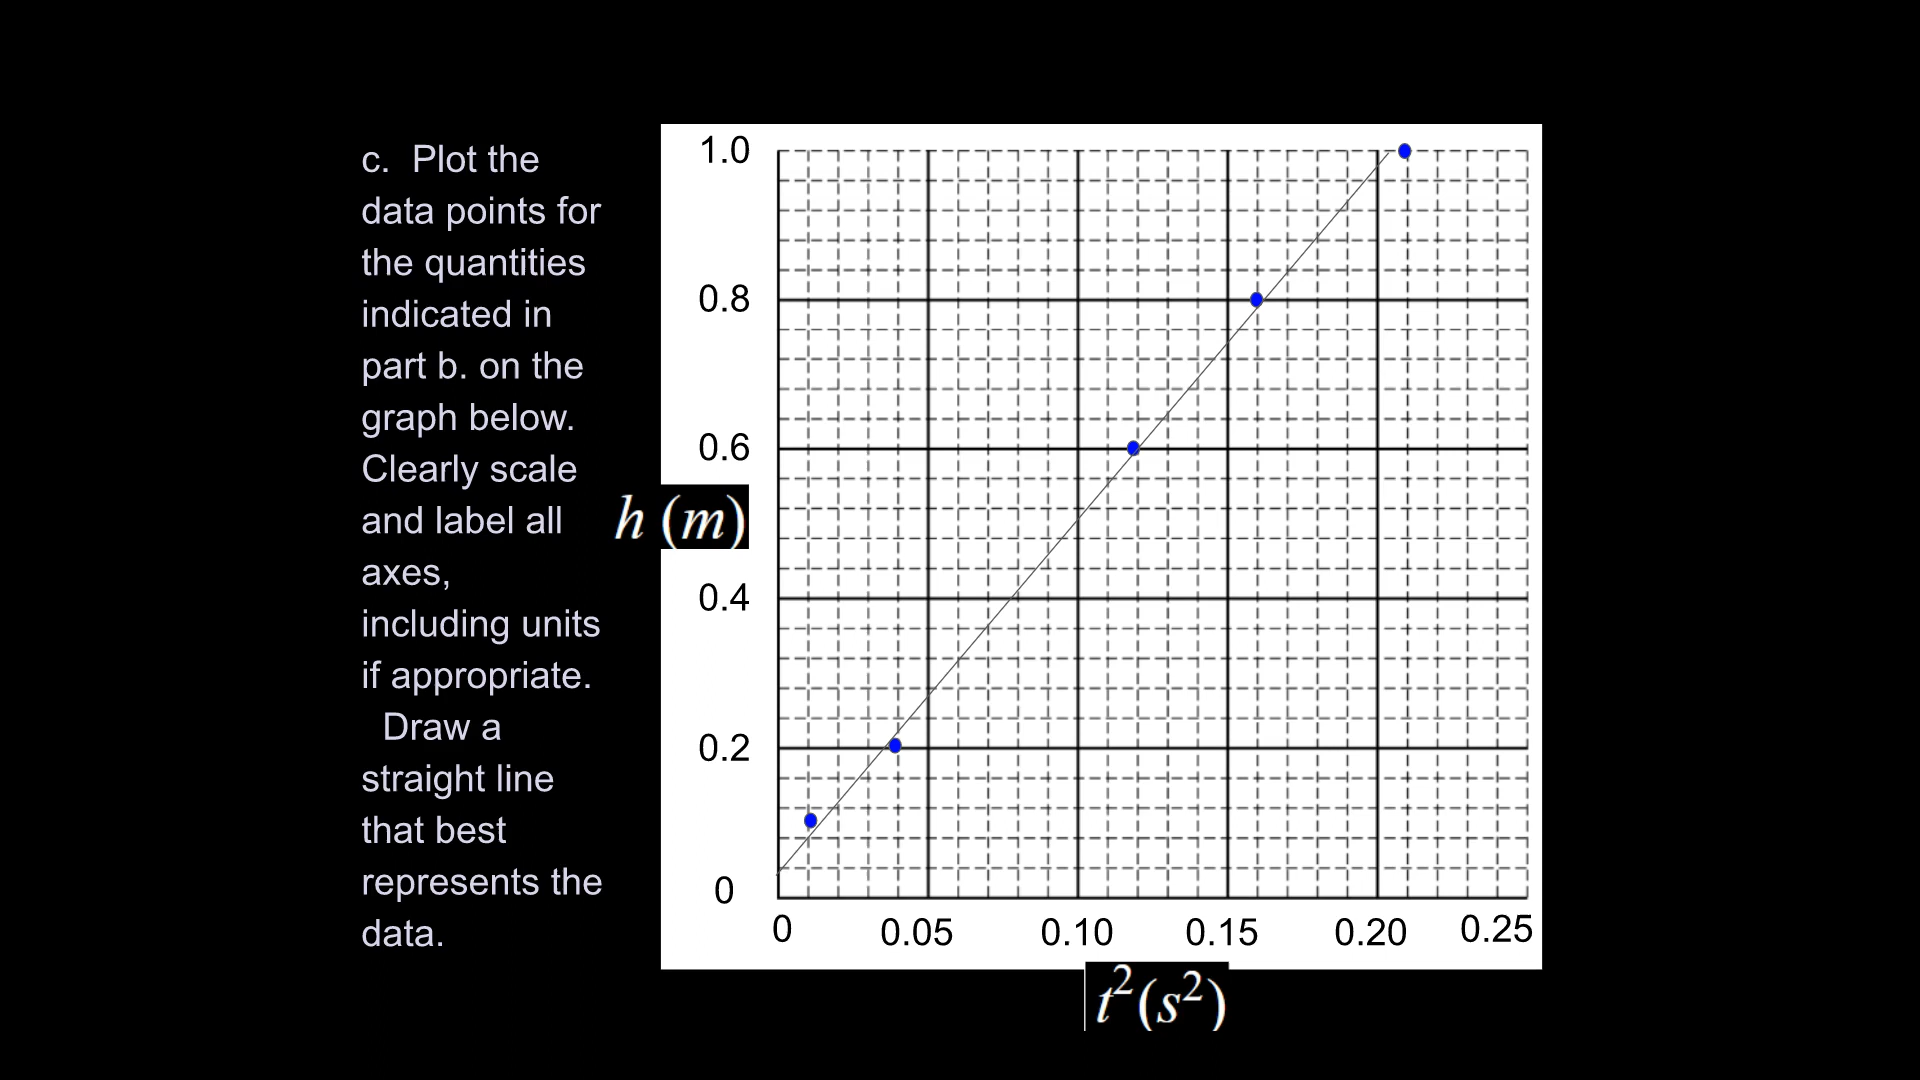 c.  Plot the
data points for
the quantities
indicated in
part b. on the
graph below.
Clearly scale
and label all
axes,
including units
if appropriate.
Draw a
straight line
that best
represents the
data.
1.0
0.8
0.6
h (m)
0.4
0.2
0
0 0.05 0.10 0.15 0.20 0.25
t²(s²)